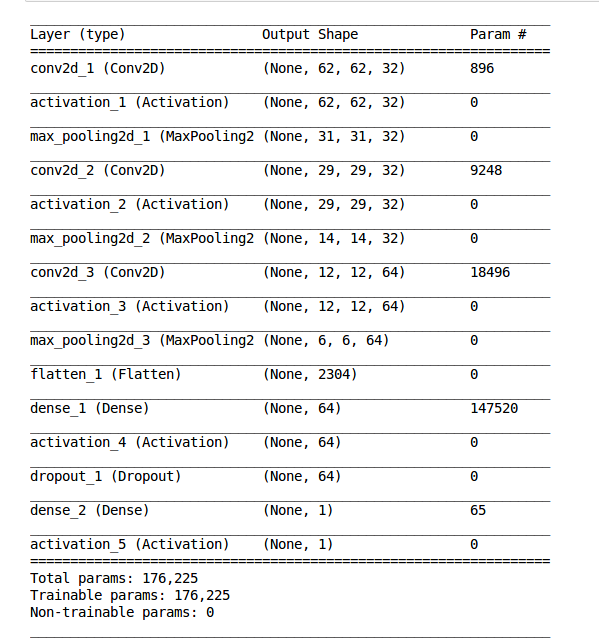 Layer (type) Output Shape Param #
=================================================================
conv2d_1 (Conv2D) (None, 62, 62, 32) 896
activation_1 (Activation) (None, 62, 62, 32) 0
max_pooling2d_1 (MaxPooling2 (None, 31, 31, 32) 0
conv2d_2 (Conv2D) (None, 29, 29, 32) 9248
activation_2 (Activation) (None, 29, 29, 32) 0
max_pooling2d_2 (MaxPooling2 (None, 14, 14, 32) 0
conv2d_3 (Conv2D) (None, 12, 12, 64) 18496
activation_3 (Activation) (None, 12, 12, 64) 0
max_pooling2d_3 (MaxPooling2 (None, 6, 6, 64) 0
flatten_1 (Flatten) (None, 2304) 0
dense_1 (Dense) (None, 64) 147520
activation_4 (Activation) (None, 64) 0
dropout_1 (Dropout) (None, 64) 0
dense_2 (Dense) (None, 1) 65
activation_5 (Activation) (None, 1) 0
=================================================================
Total params: 176,225
Trainable params: 176,225
Non-trainable params: 0